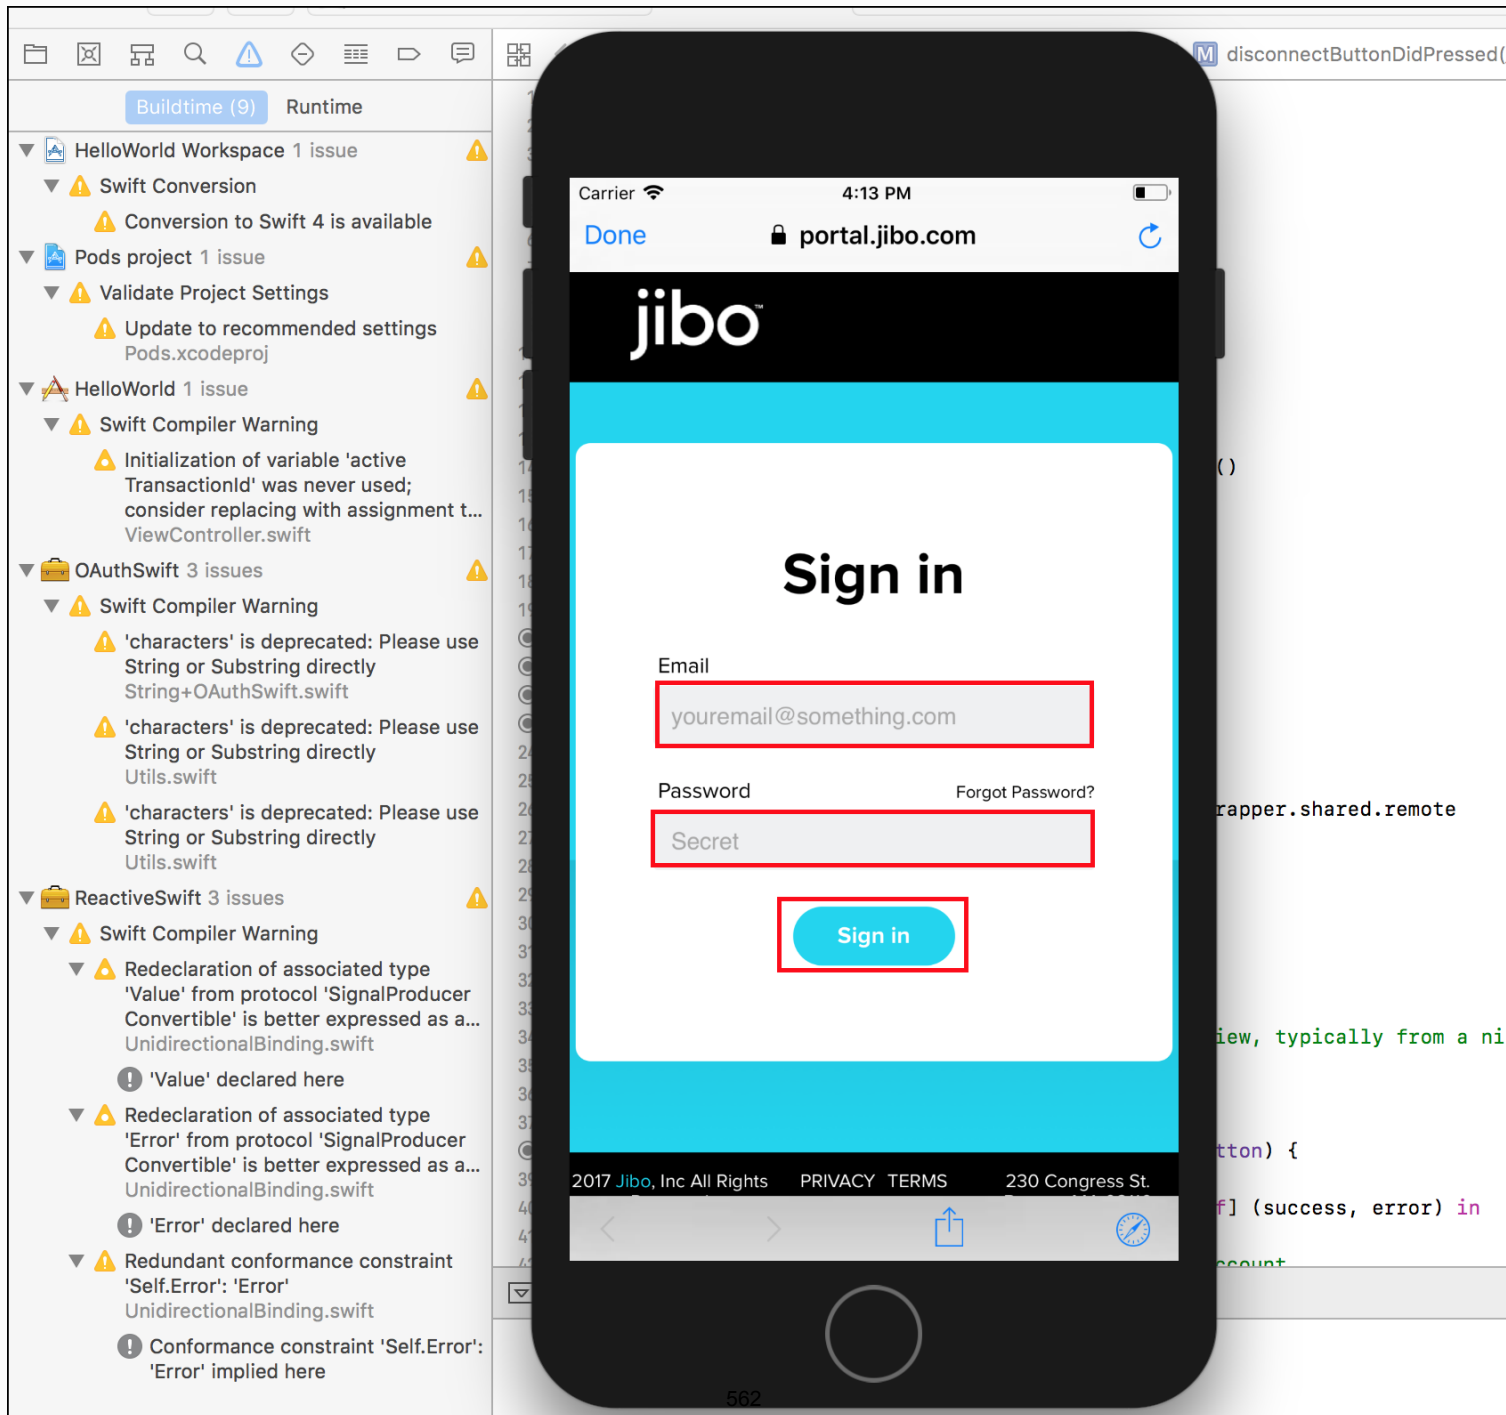 disconnectButtonDidPressed(
Buildtime (9) Runtime
HelloWorld Workspace 1 issue
Swift Conversion
Conversion to Swift 4 is available
Pods project 1 issue
Validate Project Settings
Update to recommended settings
Pods.xcodeproj
HelloWorld 1 issue
Swift Compiler Warning
Initialization of variable 'active
TransactionId' was never used;
consider replacing with assignment t...
ViewController.swift
OAuthSwift 3 issues
Swift Compiler Warning
'characters' is deprecated: Please use
String or Substring directly
String+OAuthSwift.swift
'characters' is deprecated: Please use
String or Substring directly
Utils.swift
'characters' is deprecated: Please use
String or Substring directly
Utils.swift
ReactiveSwift 3 issues
Swift Compiler Warning
Redeclaration of associated type
'Value' from protocol 'SignalProducer
Convertible' is better expressed as a...
UnidirectionalBinding.swift
'Value' declared here
Redeclaration of associated type
'Error' from protocol 'SignalProducer
Convertible' is better expressed as a...
UnidirectionalBinding.swift
'Error' declared here
Redundant conformance constraint
'Self.Error': 'Error'
UnidirectionalBinding.swift
Conformance constraint 'Self.Error':
'Error' implied here
Carrier 4:13 PM
Done portal.jibo.com
jibo™
Sign in
Email
youremail@something.com
Password Forgot Password?
Secret
Sign in
2017 Jibo, Inc All Rights PRIVACY TERMS 230 Congress St.
()
rapper.shared.remote
iew, typically from a ni
tton) {
f] (success, error) in
562